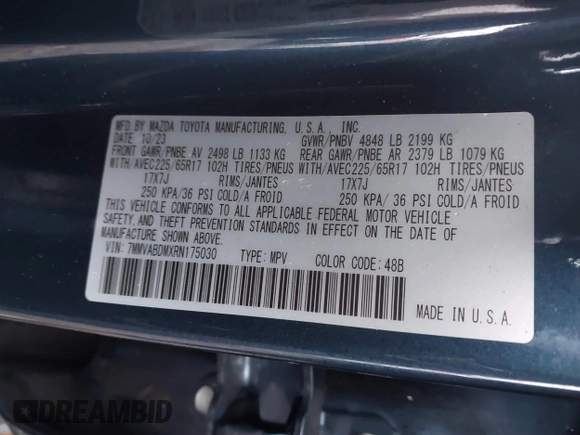 MFD BY MAZDA TOYOTA MANUFACTURING, U.S.A., INC.
DATE 10/23 GVWR/PNBV 4848 LB 2199 KG
FRONT GAWR/PNBE AV 2498 LB 1133 KG REAR GAWR/PNBE AR 2379 LB 1079 KG
WITH/AVEC225/65R17 102H TIRES/PNEUS WITH/AVEC225/65R17 102H TIRES/PNEUS
17X7J RIMS/JANTES 17X7J RIMS/JANTES
250 KPA/ 36 PSI COLD/A FROID 250 KPA/ 36 PSI COLD/A FROID
THIS VEHICLE CONFORMS TO ALL APPLICABLE FEDERAL MOTOR VEHICLE
SAFETY, AND THEFT PREVENTION STANDARDS IN EFFECT ON THE DATE OF
MANUFACTURE SHOWN ABOVE.
VIN: 7MMVABDMXRN175030 TYPE: MPV COLOR: 48B
MADE IN U.S.A.
DREAMBID